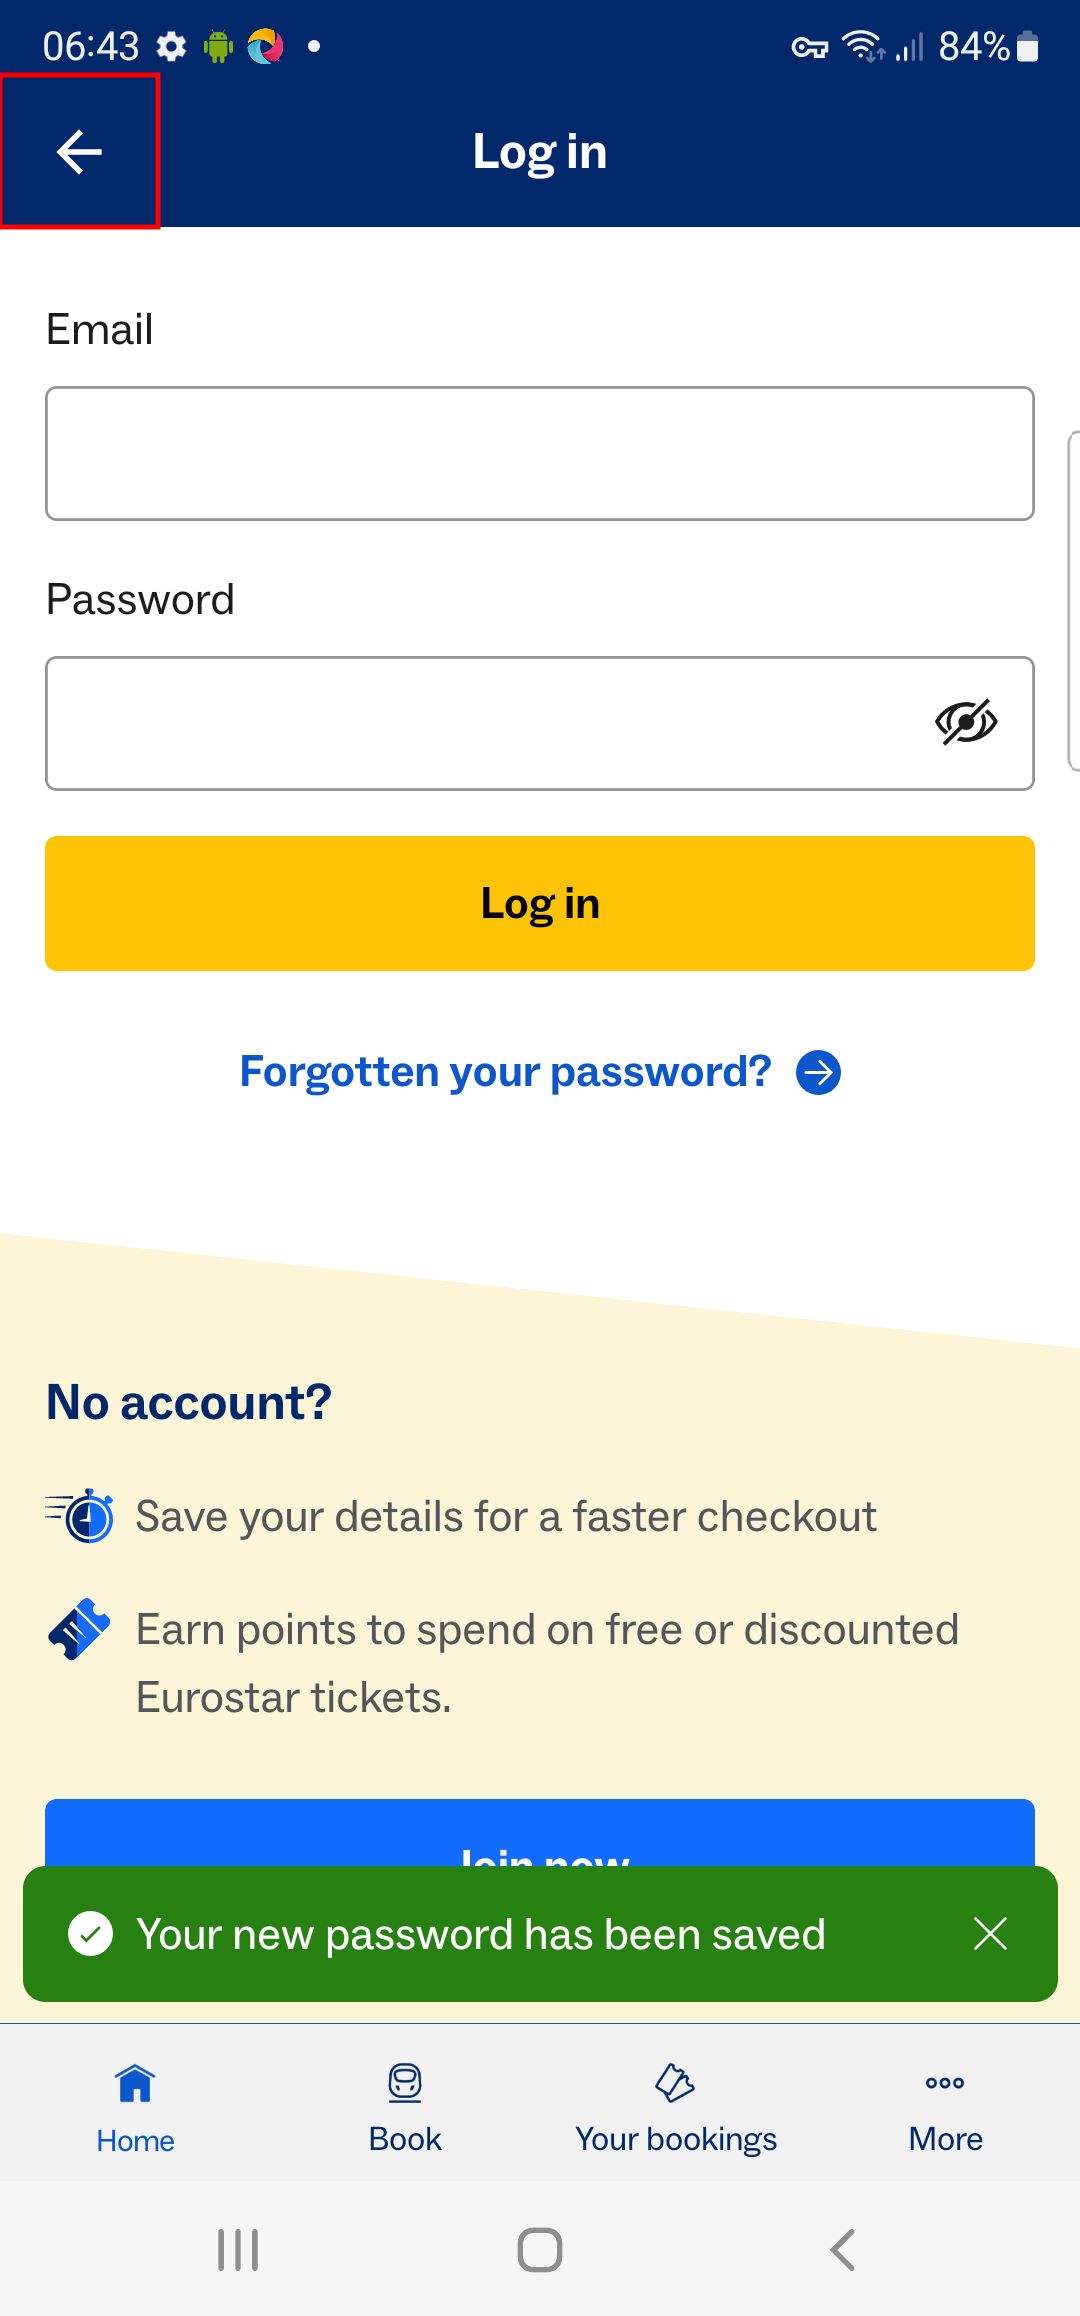 06:43
84%
Log in
Email
Password
Log in
Forgotten your password?
No account?
Save your details for a faster checkout
Earn points to spend on free or discounted
Eurostar tickets.
Join now
Your new password has been saved
Home
Book
Your bookings
More